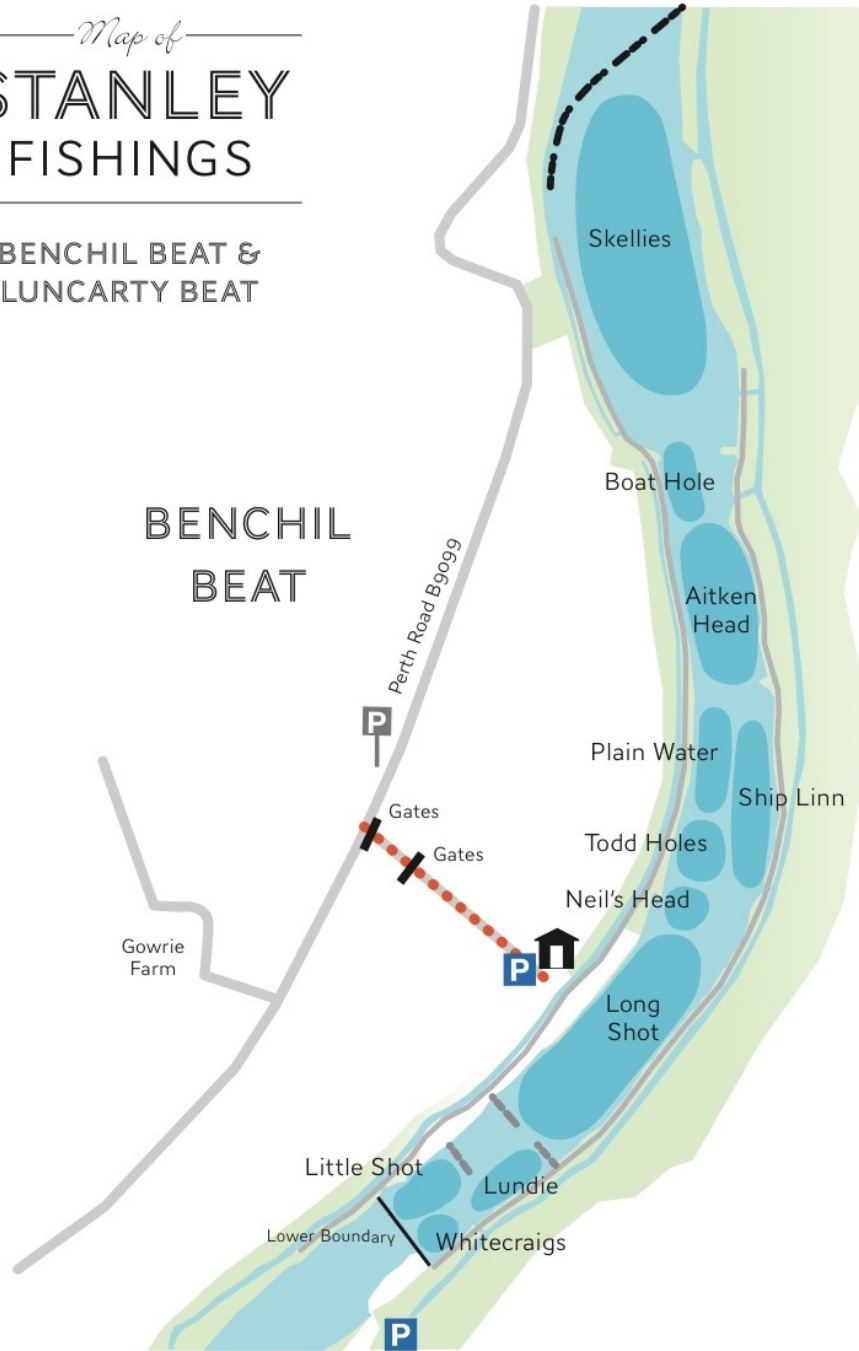 Map of
STANLEY
FISHINGS
BENCHIL BEAT &
LUNCARTY BEAT
Skellies
Boat Hole
BENCHIL
BEAT
Perth Road B9099
Aitken
Head
P
Plain Water
Ship Linn
Gates
Todd Holes
Gates
Neil's Head
Gowrie
Farm
P
Long
Shot
Little Shot
Lundie
Lower Boundary
Whitecraigs
P